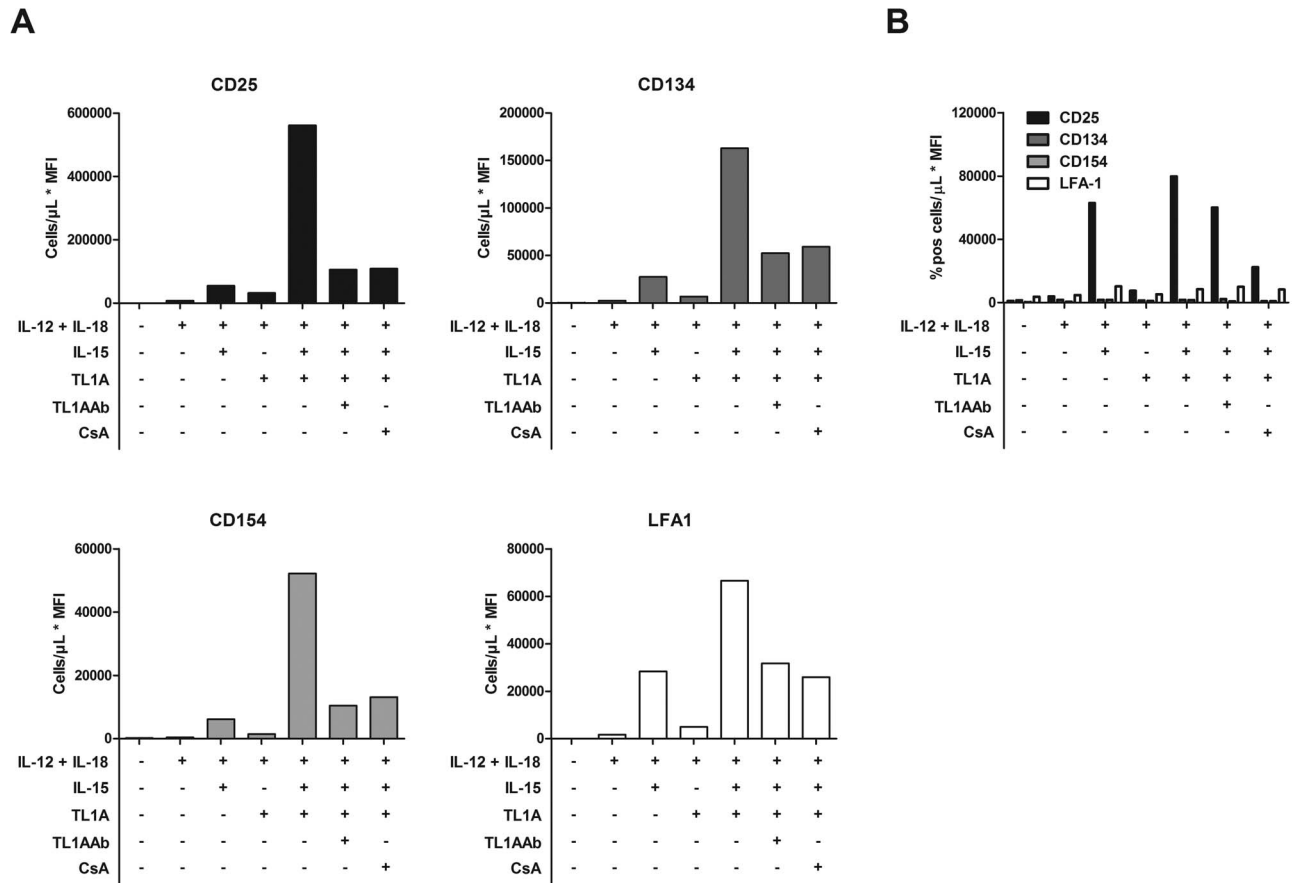 A
B
CD25
Cells/µL * MFI
600000
400000
200000
0
IL-12 + IL-18 - + + + + + +
IL-15 - - + - + + +
TL1A - - - + + + +
TL1AAb - - - - - + -
CsA - - - - - - +
CD134
Cells/µL * MFI
200000
150000
100000
50000
0
IL-12 + IL-18 - + + + + + +
IL-15 - - + - + + +
TL1A - - - + + + +
TL1AAb - - - - - + -
CsA - - - - - - +
%pos cells/µL * MFI
120000
80000
40000
0
CD25
CD134
CD154
LFA-1
IL-12 + IL-18 - + + + + + +
IL-15 - - + - + + +
TL1A - - - + + + +
TL1AAb - - - - - + -
CsA - - - - - - +
CD154
Cells/µL * MFI
60000
40000
20000
0
IL-12 + IL-18 - + + + + + +
IL-15 - - + - + + +
TL1A - - - + + + +
TL1AAb - - - - - + -
CsA - - - - - - +
LFA1
Cells/µL * MFI
80000
60000
40000
20000
0
IL-12 + IL-18 - + + + + + +
IL-15 - - + - + + +
TL1A - - - + + + +
TL1AAb - - - - - + -
CsA - - - - - - +